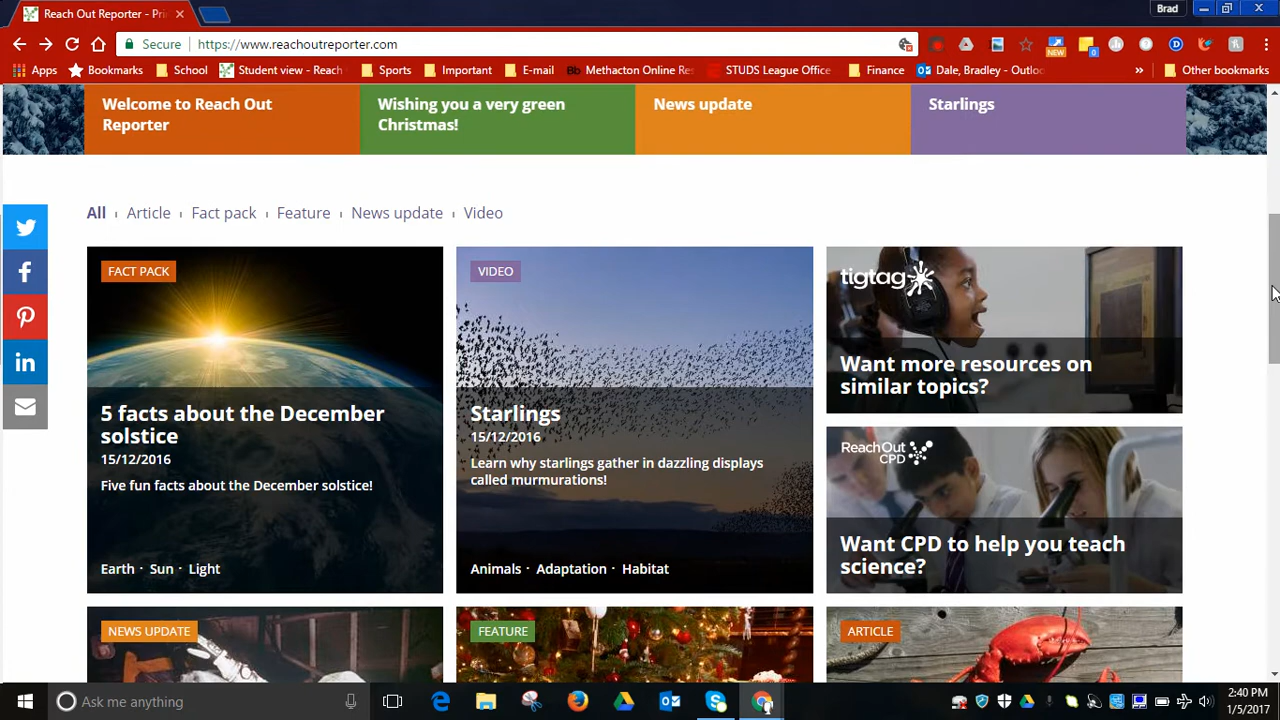 Reach Out Reporter - Pri
Brad
Secure https://www.reachoutreporter.com
NEW
0
Apps Bookmarks School Student view - Reach Sports Important E-mail Bb Methacton Online Re STUDS League Office Finance Dale, Bradley - Outlo » Other bookmarks
Welcome to Reach Out
Reporter
Wishing you a very green
Christmas!
News update
Starlings
All Article Fact pack Feature News update Video
FACT PACK
5 facts about the December
solstice
15/12/2016
Five fun facts about the December solstice!
Earth · Sun · Light
VIDEO
Starlings
15/12/2016
Learn why starlings gather in dazzling displays
called murmurations!
Animals · Adaptation · Habitat
tigtag
Want more resources on
similar topics?
ReachOut
CPD
Want CPD to help you teach
science?
NEWS UPDATE
FEATURE
ARTICLE
Ask me anything
2:40 PM
1/5/2017